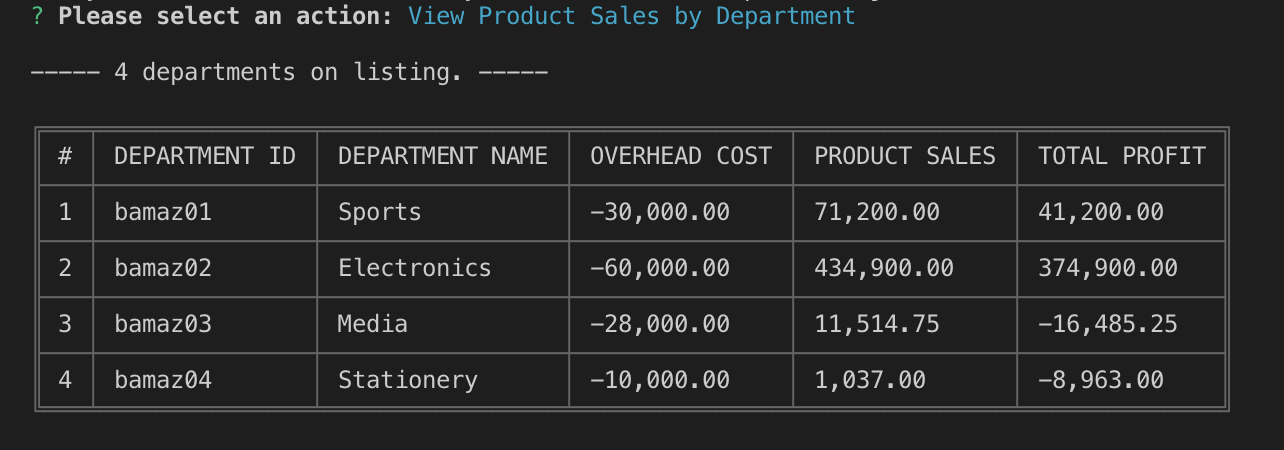 ? Please select an action: View Product Sales by Department
----- 4 departments on listing. -----
# DEPARTMENT ID DEPARTMENT NAME OVERHEAD COST PRODUCT SALES TOTAL PROFIT
1 bamaz01 Sports -30,000.00 71,200.00 41,200.00
2 bamaz02 Electronics -60,000.00 434,900.00 374,900.00
3 bamaz03 Media -28,000.00 11,514.75 -16,485.25
4 bamaz04 Stationery -10,000.00 1,037.00 -8,963.00